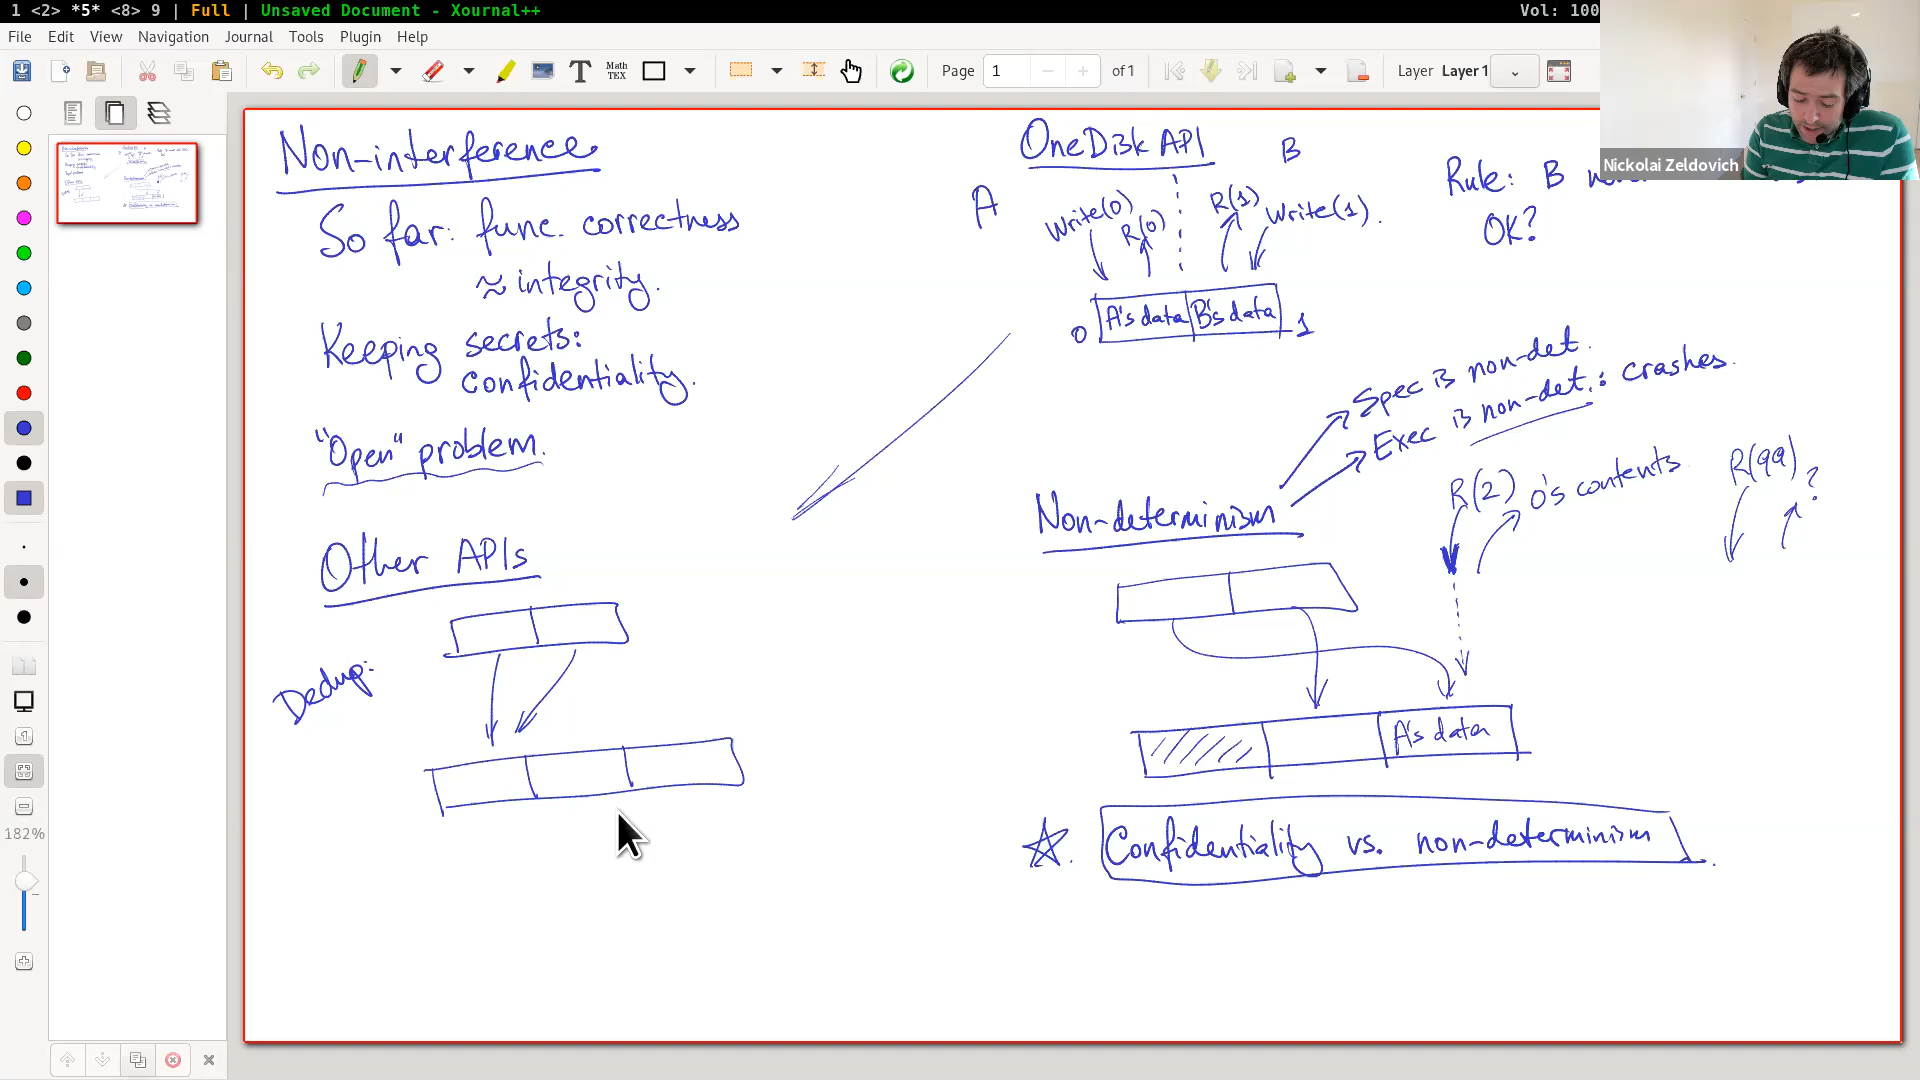 1 <2> *5* <8> 9 | Full | Unsaved Document - Xournal++
Vol: 100
File Edit View Navigation Journal Tools Plugin Help
Math
TEX
Page 1 of 1
Layer Layer 1
Nickolai Zeldovich
182%
Non-interference
So far: func. correctness
≈ integrity.
Keeping secrets:
confidentiality.
"Open" problem.
Other APIs
Dedup:
OneDisk API
A
B
Write(0)
R(0)
R(1)
Write(1).
0 A's data B's data 1
Rule: B
OK?
Spec is non-det.
Exec is non-det.: crashes.
Non-determinism
R(2) 0's contents
R(99) ?
A's data
Confidentiality vs. non-determinism.